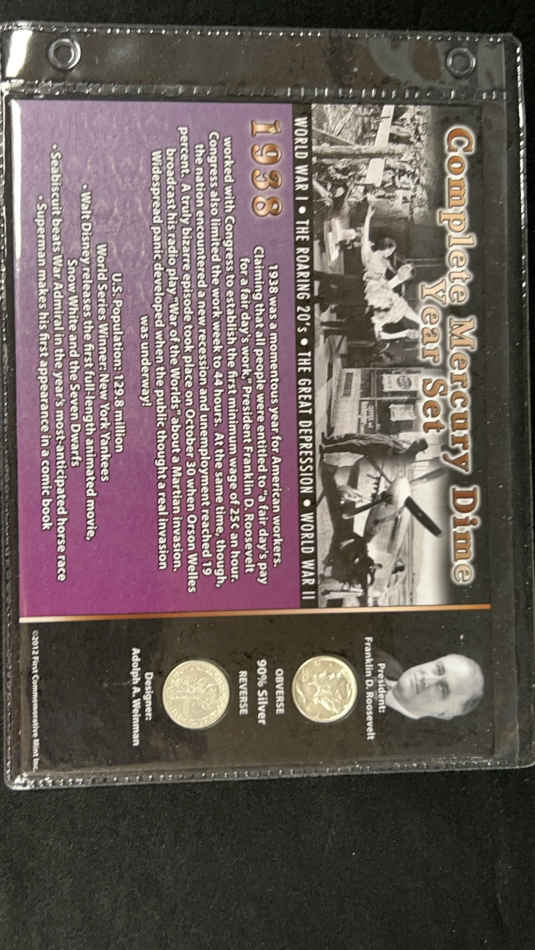 Complete Mercury Dime
Year Set
WORLD WAR I • THE ROARING 20's • THE GREAT DEPRESSION • WORLD WAR II
1938
1938 was a momentous year for American workers.
Claiming that all people were entitled to "a fair day's pay
for a fair day's work," President Franklin D. Roosevelt
worked with Congress to establish the first minimum wage of 25¢ an hour.
Congress also limited the work week to 44 hours. At the same time, though,
the nation encountered a new recession and unemployment reached 19
percent. A truly bizarre episode took place on October 30 when Orson Welles
broadcast his radio play "War of the Worlds" about a Martian invasion.
Widespread panic developed when the public thought a real invasion
was underway!
U.S. Population: 129.8 million
World Series Winner: New York Yankees
• Walt Disney releases the first full-length animated movie,
Snow White and the Seven Dwarfs
• Seabiscuit beats War Admiral in the year's most-anticipated horse race
• Superman makes his first appearance in a comic book
President:
Franklin D. Roosevelt
OBVERSE
90% Silver
REVERSE
Designer:
Adolph A. Weinman
©2012 First Commemorative Mint Inc.